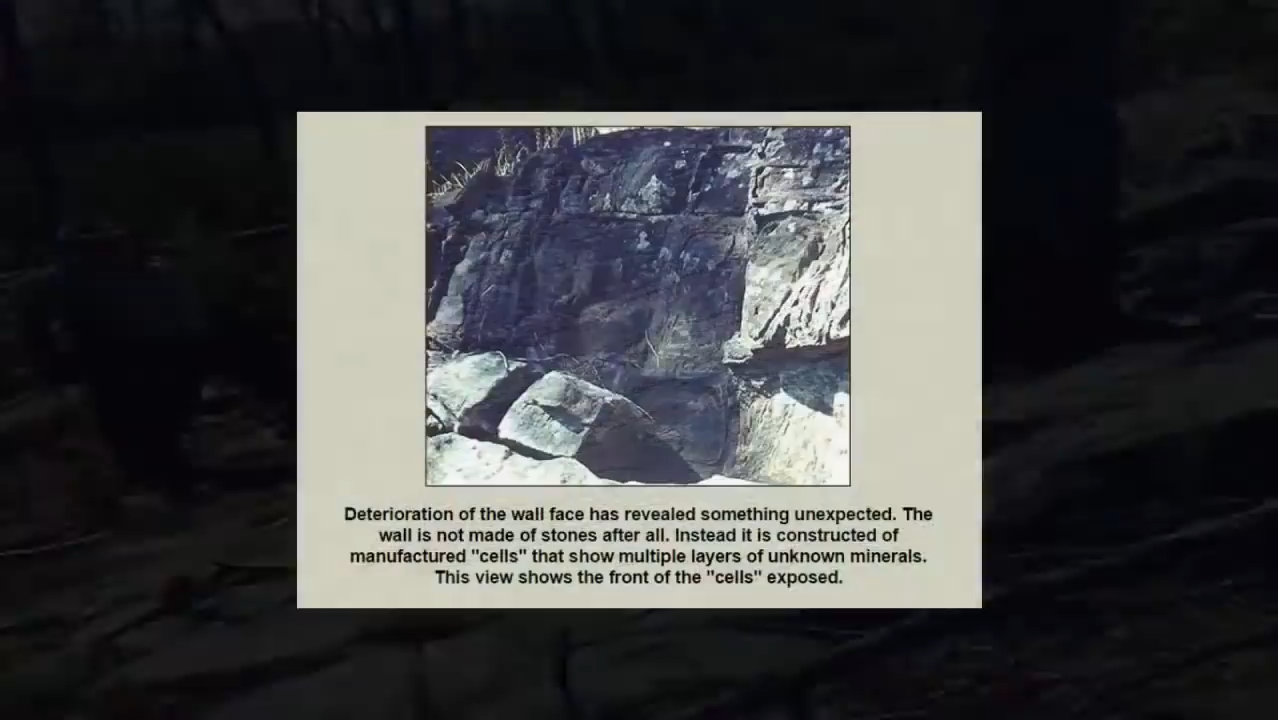 Deterioration of the wall face has revealed something unexpected. The
wall is not made of stones after all. Instead it is constructed of
manufactured "cells" that show multiple layers of unknown minerals.
This view shows the front of the "cells" exposed.